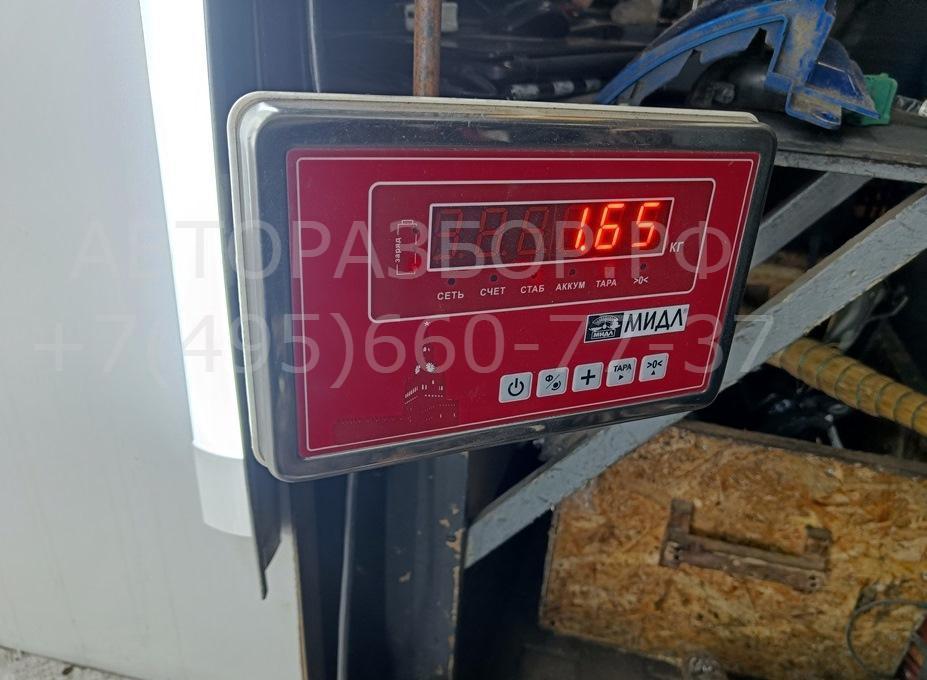 1.65
КГ
заряд
СЕТЬ СЧЕТ СТАБ АККУМ ТАРА >0<
АВТОРАЗБОР.РФ
+7(495)660-77-37
МИДЛ МИДЛ®
Ф/ + ТАРА >0<